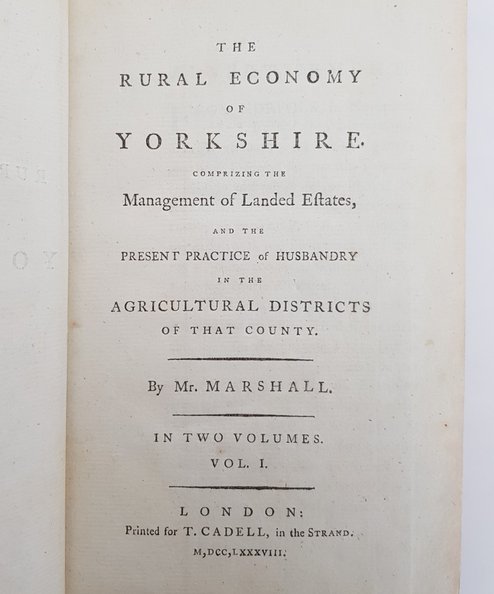 THE
RURAL ECONOMY
OF
YORKSHIRE.
COMPRIZING THE
Management of Landed Eſtates,
AND THE
PRESENT PRACTICE of HUSBANDRY
IN THE
AGRICULTURAL DISTRICTS
OF THAT COUNTY.
By Mr. MARSHALL.
IN TWO VOLUMES.
VOL. I.
LONDON:
Printed for T. CADELL, in the STRAND.
M,DCC,LXXXVIII.